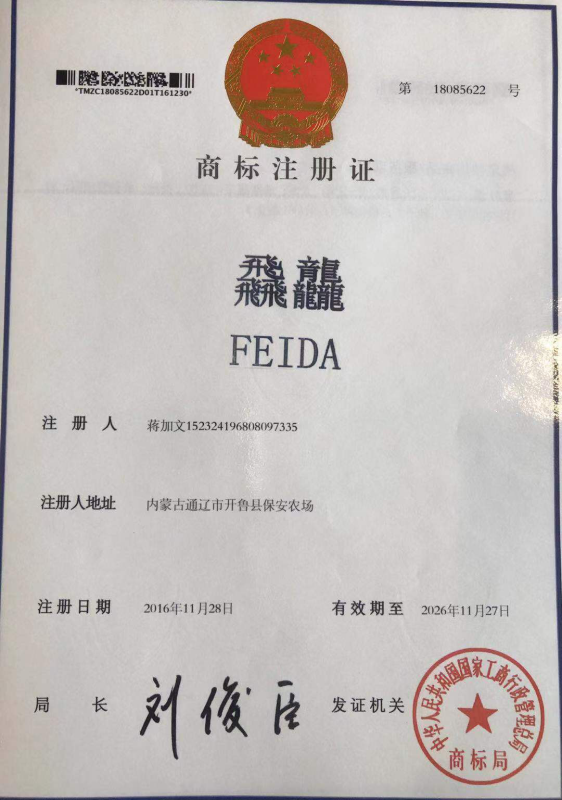 *TMZC18085622D01T161230*
第 18085622 号
商标注册证
飝 龘
FEIDA
注 册 人 蒋加文152324196808097335
注册人地址 内蒙古通辽市开鲁县保安农场
注册日期 2016年11月28日 有效期至 2026年11月27日
局 长 刘俊臣 发证机关
中华人民共和国国家工商行政管理总局
商标局